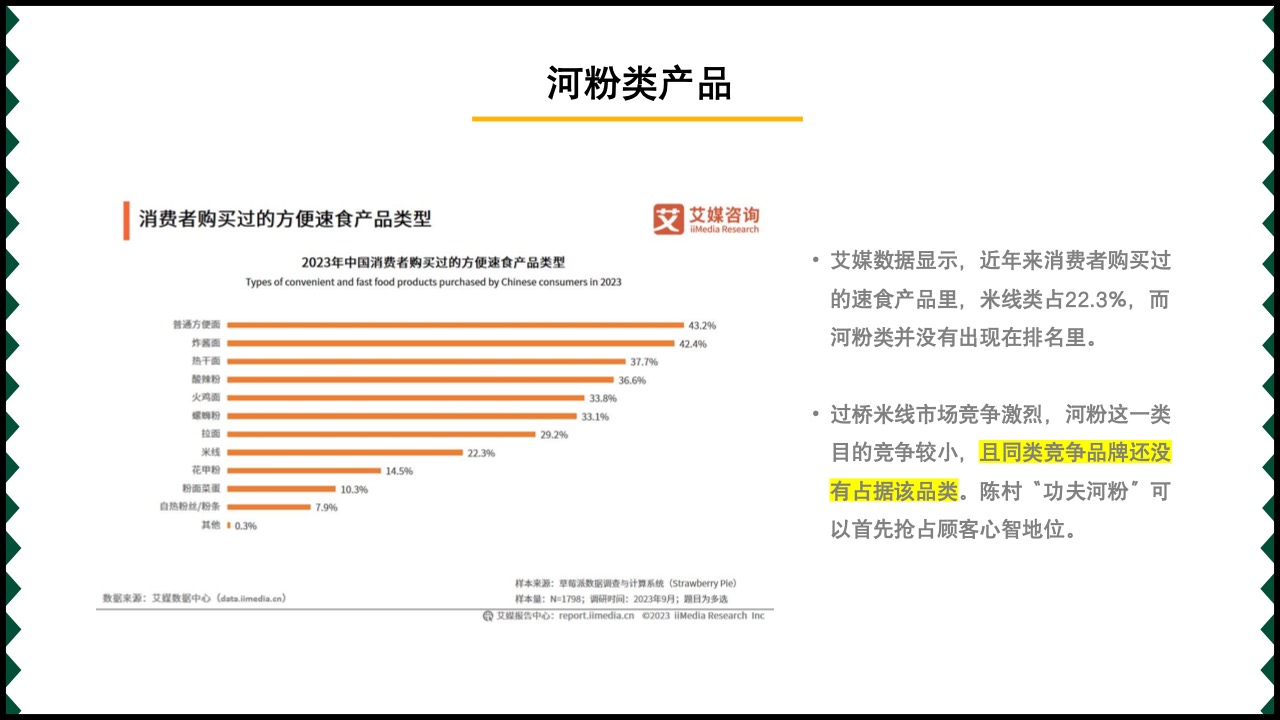 河粉类产品
消费者购买过的方便速食产品类型
艾媒咨询
iiMedia Research
2023年中国消费者购买过的方便速食产品类型
Types of convenient and fast food products purchased by Chinese consumers in 2023
普通方便面 43.2%
炸酱面 42.4%
热干面 37.7%
酸辣粉 36.6%
火鸡面 33.8%
螺蛳粉 33.1%
拉面 29.2%
米线 22.3%
花甲粉 14.5%
粉面菜蛋 10.3%
自热粉丝/粉条 7.9%
其他 0.3%
样本来源：草莓派数据调查与计算系统（Strawberry Pie）
数据来源：艾媒数据中心（data.iimedia.cn）
样本量：N=1798；调研时间：2023年9月；题目为多选
艾媒报告中心：report.iimedia.cn ©2023 iiMedia Research Inc
• 艾媒数据显示，近年来消费者购买过
的速食产品里，米线类占22.3%，而
河粉类并没有出现在排名里。
• 过桥米线市场竞争激烈，河粉这一类
目的竞争较小，且同类竞争品牌还没
有占据该品类。陈村〝功夫河粉〞可
以首先抢占顾客心智地位。